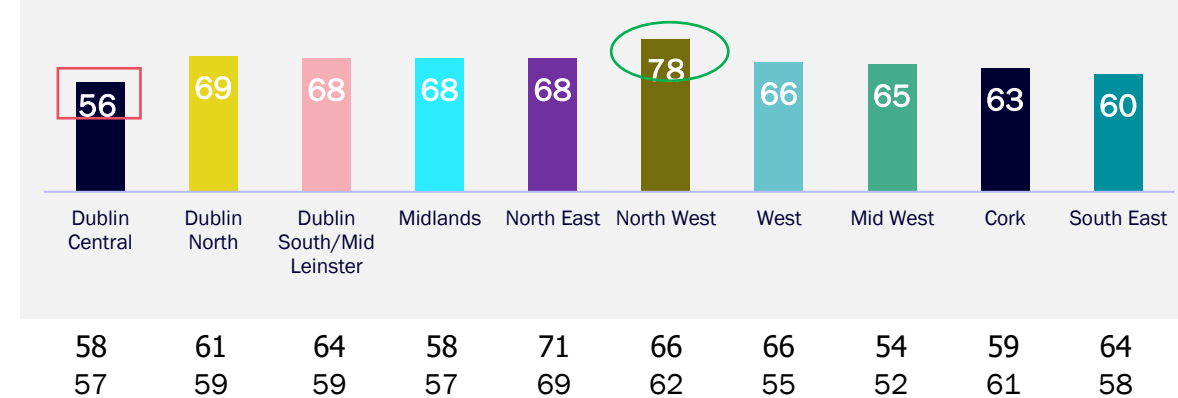 56 69 68 68 68 78 66 65 63 60
Dublin Central
Dublin North
Dublin South/Mid Leinster
Midlands
North East
North West
West
Mid West
Cork
South East
58 61 64 58 71 66 66 54 59 64
57 59 59 57 69 62 55 52 61 58